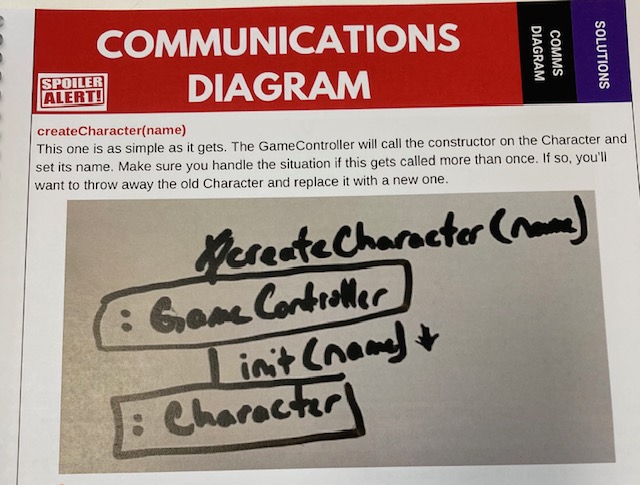 COMMUNICATIONS
DIAGRAM
SPOILER
ALERT!
COMMS
DIAGRAM
SOLUTIONS
createCharacter(name)
This one is as simple as it gets. The GameController will call the constructor on the Character and
set its name. Make sure you handle the situation if this gets called more than once. If so, you'll
want to throw away the old Character and replace it with a new one.
createCharacter(name)
: GameController
init(name) ↓
: Character